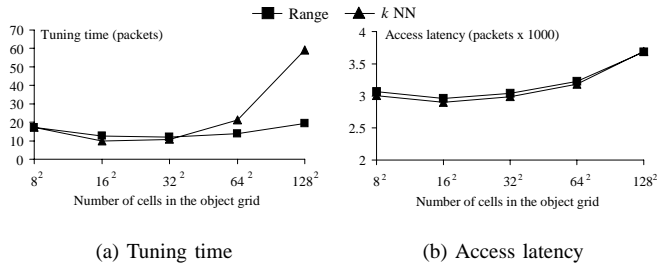 Range k NN
Tuning time (packets)
70
60
50
40
30
20
10
0
8² 16² 32² 64² 128²
Number of cells in the object grid
(a) Tuning time
Access latency (packets x 1000)
4
3.5
3
2.5
2
8² 16² 32² 64² 128²
Number of cells in the object grid
(b) Access latency